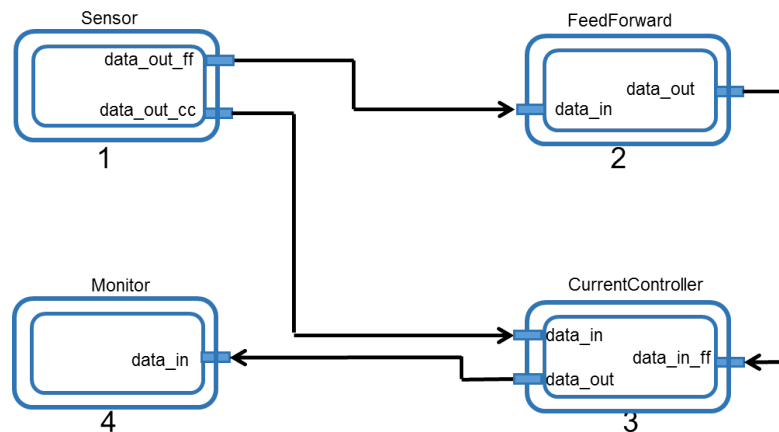 Sensor
data_out_ff
data_out_cc
1
FeedForward
data_out
data_in
2
Monitor
data_in
4
CurrentController
data_in
data_in_ff
data_out
3